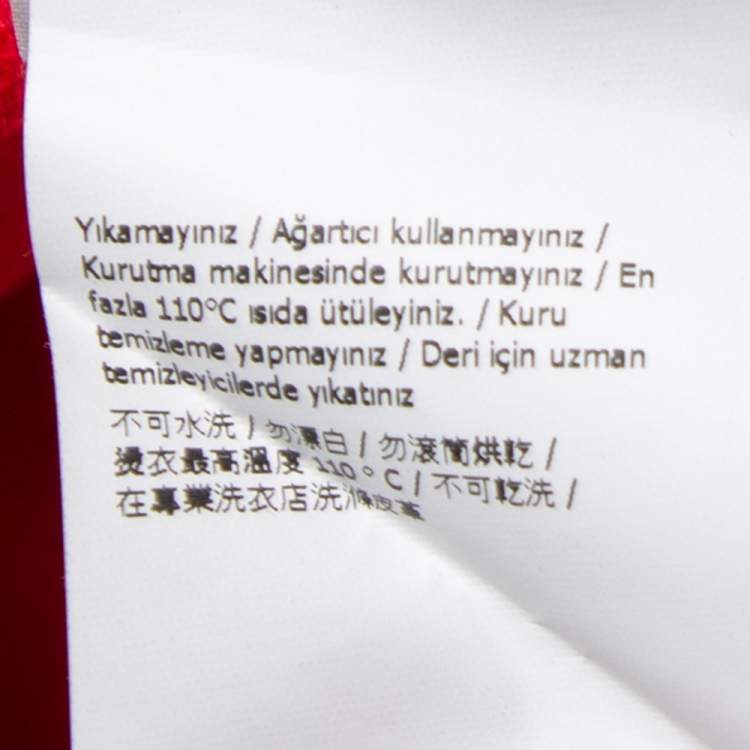 Yıkamayınız / Ağartıcı kullanmayınız /
Kurutma makinesinde kurutmayınız / En
fazla 110°C ısıda ütüleyiniz. / Kuru
temizleme yapmayınız / Deri için uzman
temizleyicilerde yıkatınız
不可水洗 / 勿漂白 / 勿滾筒烘乾 /
燙衣最高溫度 110°C / 不可乾洗 /
在專業洗衣店洗滌皮革